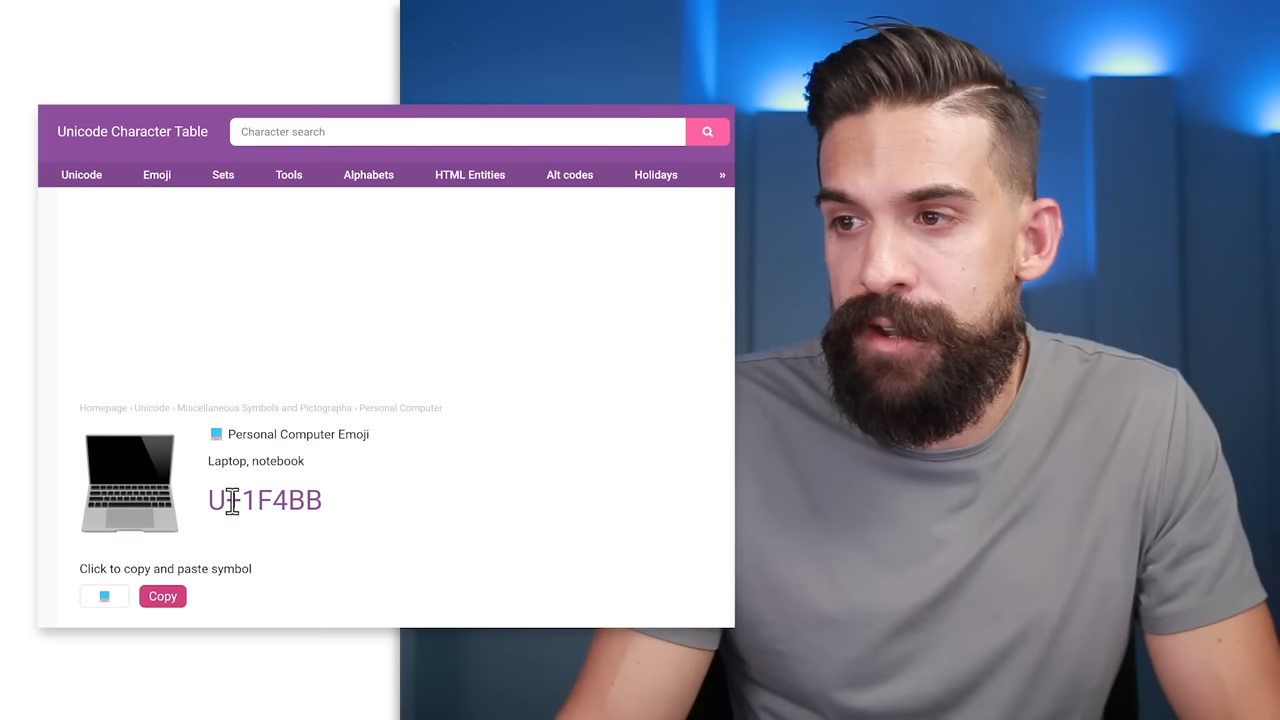 Unicode Character Table
Character search
Unicode Emoji Sets Tools Alphabets HTML Entities Alt codes Holidays »
Homepage › Unicode › Miscellaneous Symbols and Pictographs › Personal Computer
Personal Computer Emoji
Laptop, notebook
U+1F4BB
Click to copy and paste symbol
Copy